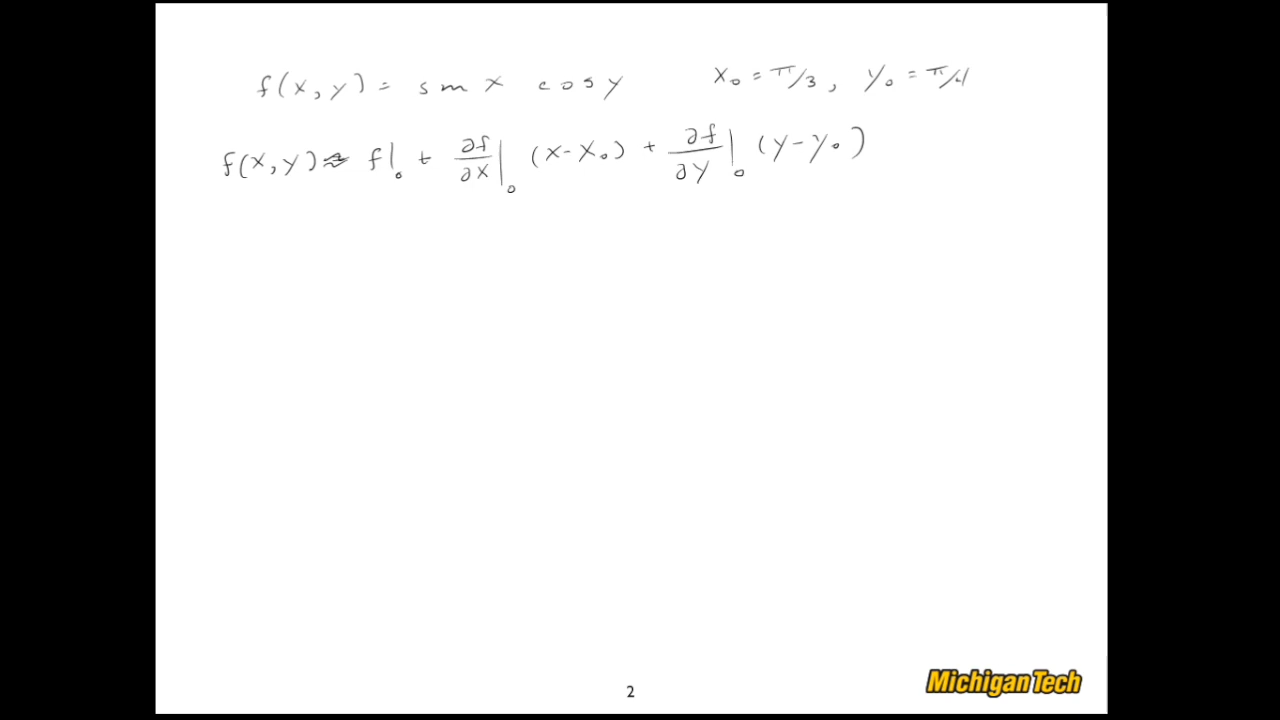 f(x,y) = sin x cos y x₀ = π/3, y₀ = π/4
f(x,y) ≈ f|₀ + ∂f/∂x|₀ (x-x₀) + ∂f/∂y|₀ (y-y₀)
2
Michigan Tech